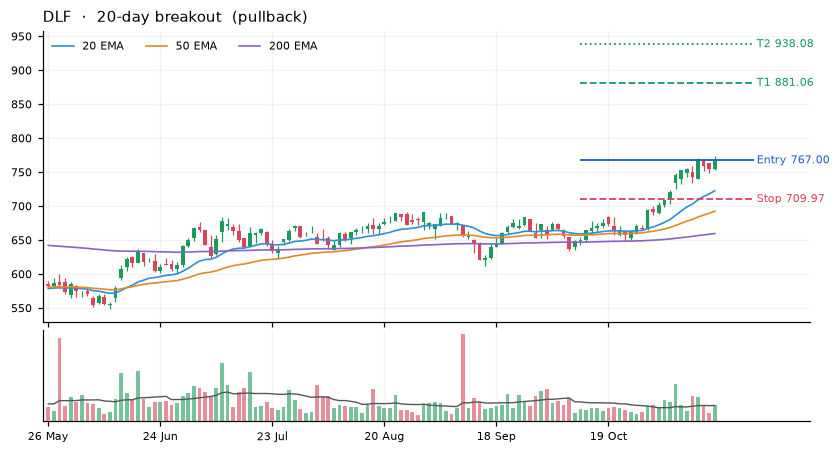 DLF · 20-day breakout (pullback)
20 EMA 50 EMA 200 EMA
950
900
850
800
750
700
650
600
550
T2 938.08
T1 881.06
Entry 767.00
Stop 709.97
26 May 24 Jun 23 Jul 20 Aug 18 Sep 19 Oct